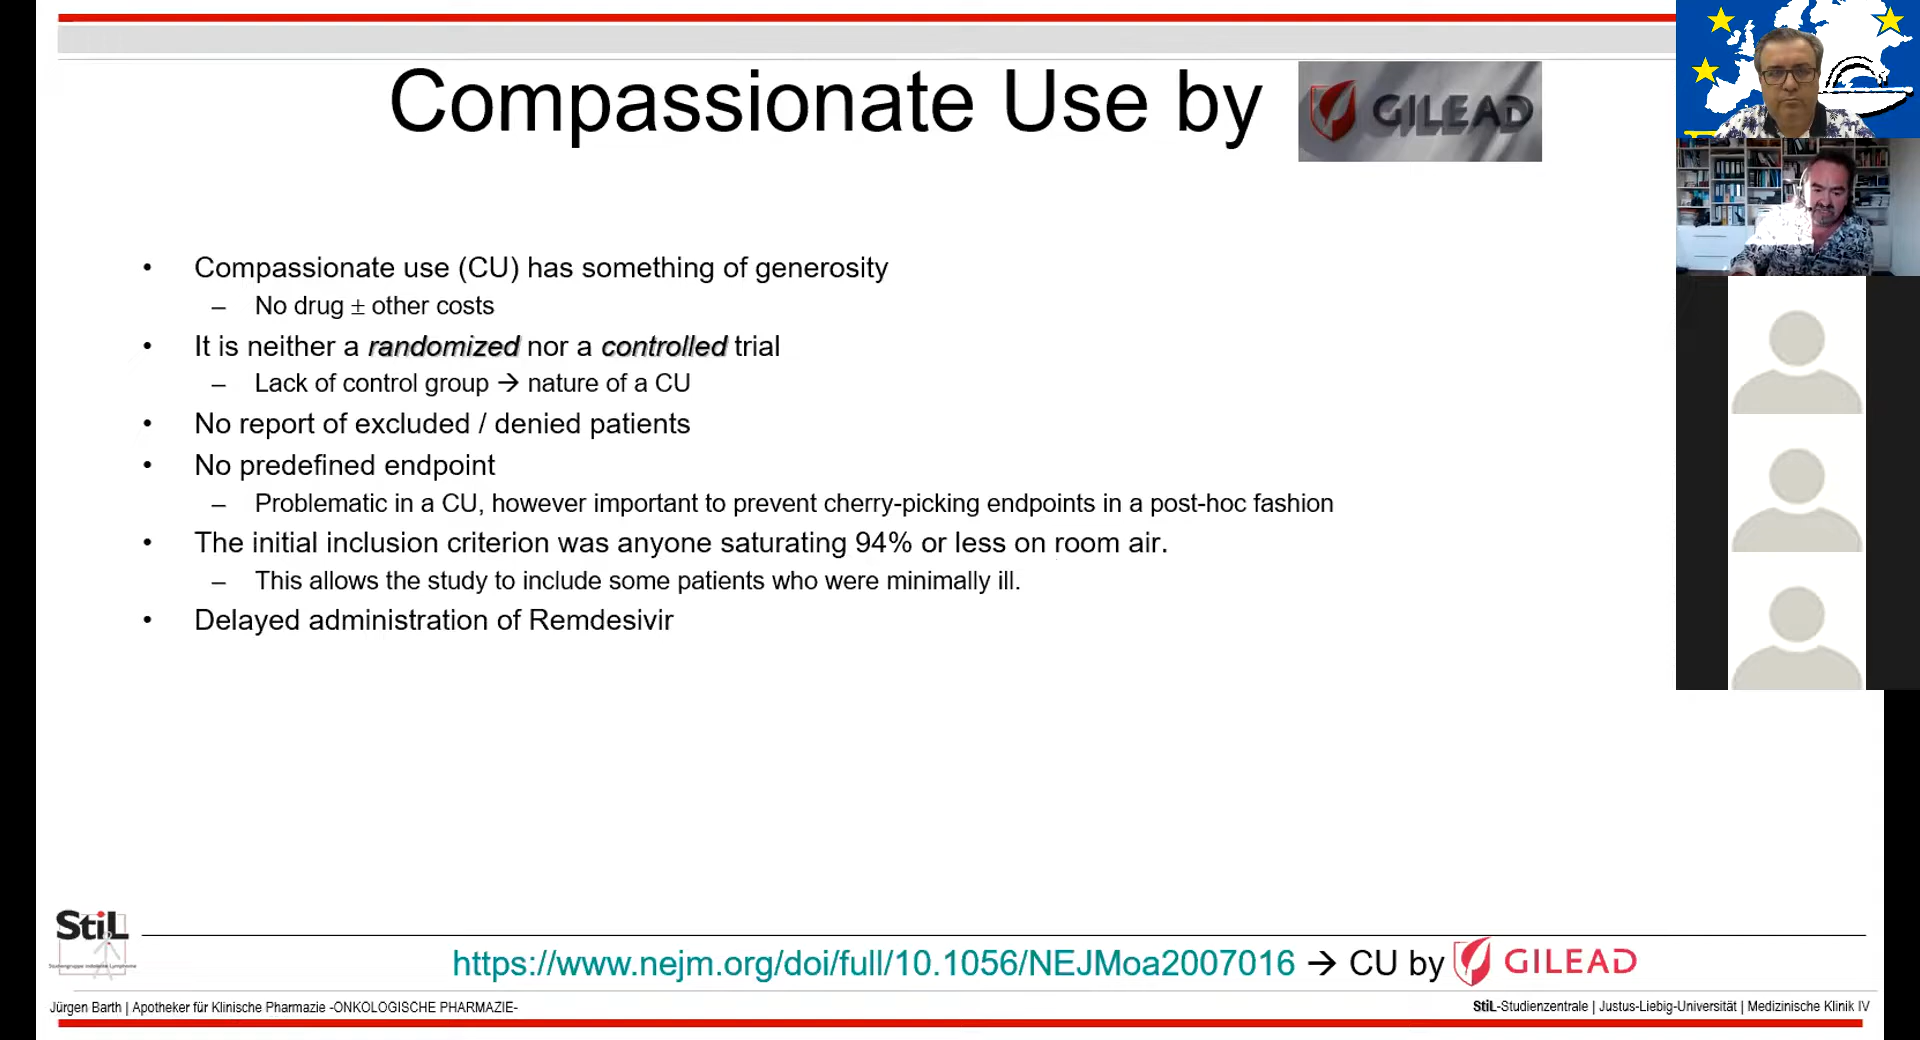 Compassionate Use by GILEAD
• Compassionate use (CU) has something of generosity
– No drug ± other costs
• It is neither a randomized nor a controlled trial
– Lack of control group → nature of a CU
• No report of excluded / denied patients
• No predefined endpoint
– Problematic in a CU, however important to prevent cherry-picking endpoints in a post-hoc fashion
• The initial inclusion criterion was anyone saturating 94% or less on room air.
– This allows the study to include some patients who were minimally ill.
• Delayed administration of Remdesivir
StiL
https://www.nejm.org/doi/full/10.1056/NEJMoa2007016 → CU by GILEAD
Jürgen Barth | Apotheker für Klinische Pharmazie -ONKOLOGISCHE PHARMAZIE-
StiL-Studienzentrale | Justus-Liebig-Universität | Medizinische Klinik IV